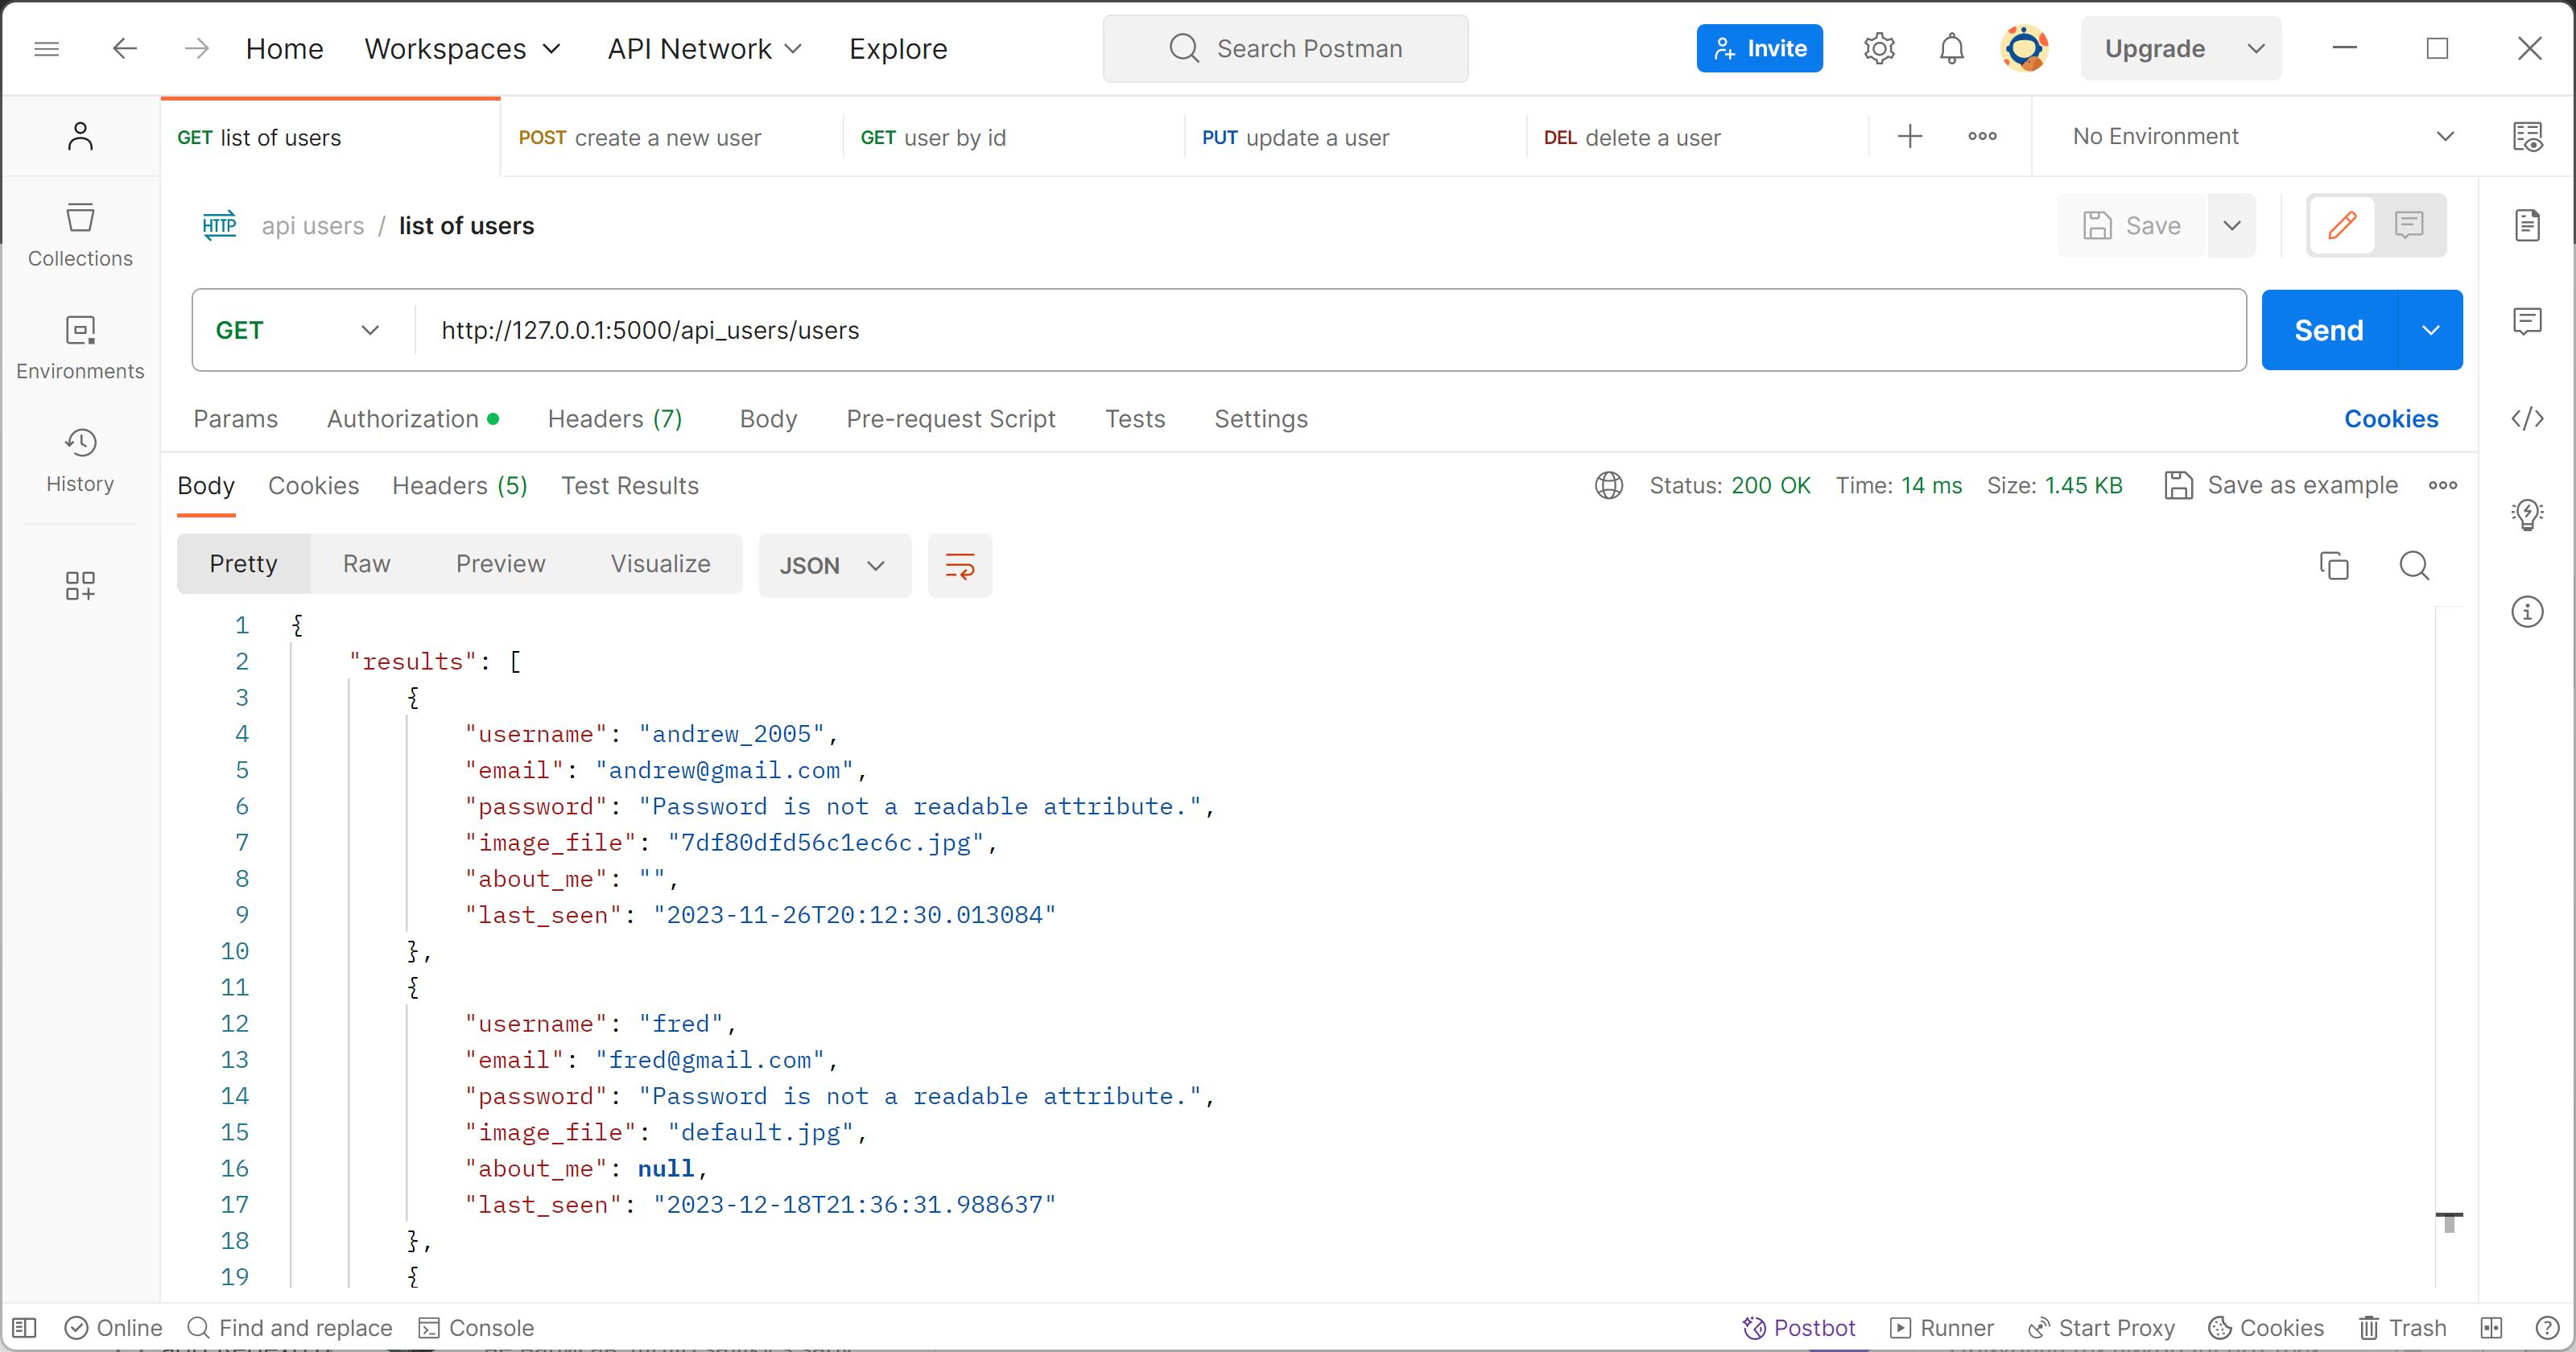 Home Workspaces API Network Explore Search Postman Invite Upgrade
GET list of users POST create a new user GET user by id PUT update a user DEL delete a user No Environment
HTTP api users / list of users Save
Collections
GET http://127.0.0.1:5000/api_users/users Send
Environments
Params Authorization Headers (7) Body Pre-request Script Tests Settings Cookies
History
Body Cookies Headers (5) Test Results Status: 200 OK Time: 14 ms Size: 1.45 KB Save as example
Pretty Raw Preview Visualize JSON
1 {
2 "results": [
3 {
4 "username": "andrew_2005",
5 "email": "andrew@gmail.com",
6 "password": "Password is not a readable attribute.",
7 "image_file": "7df80dfd56c1ec6c.jpg",
8 "about_me": "",
9 "last_seen": "2023-11-26T20:12:30.013084"
10 },
11 {
12 "username": "fred",
13 "email": "fred@gmail.com",
14 "password": "Password is not a readable attribute.",
15 "image_file": "default.jpg",
16 "about_me": null,
17 "last_seen": "2023-12-18T21:36:31.988637"
18 },
19 {
Online Find and replace Console Postbot Runner Start Proxy Cookies Trash